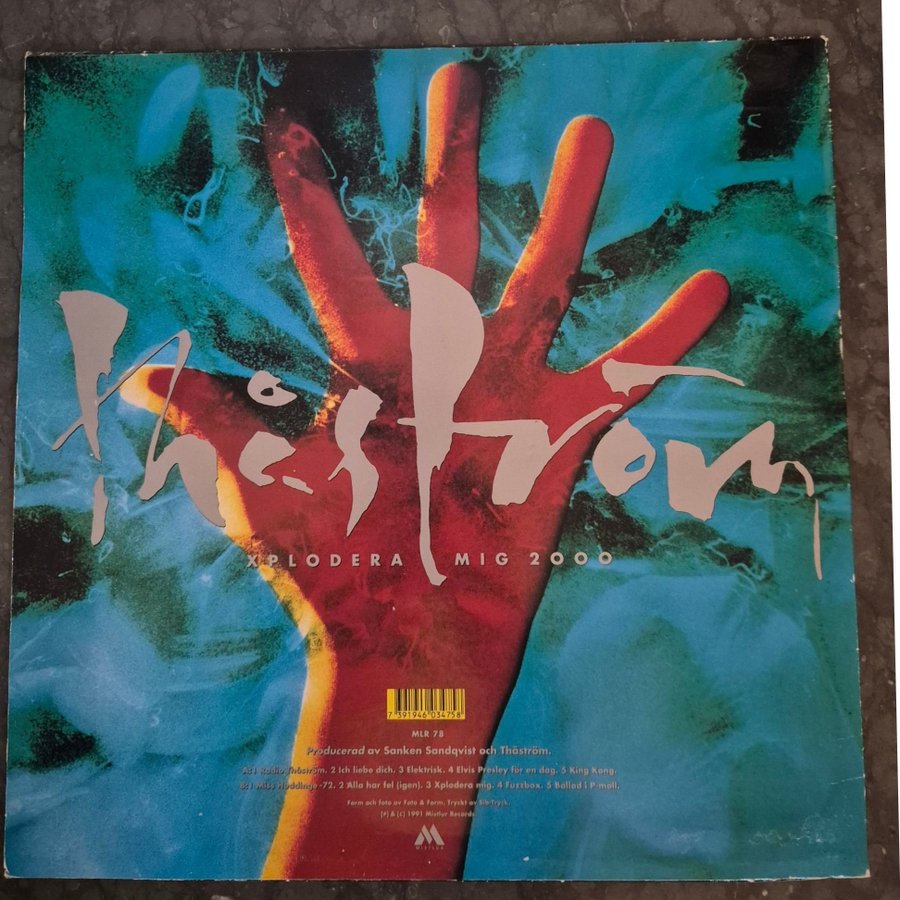 Thåström
XPLODERA MIG 2000
7 391946 034758
MLR 78
Producerad av Sanken Sandqvist och Thåström.
A:1 Radio Thåström. 2 Ich liebe dich. 3 Elektrisk. 4 Elvis Presley för en dag. 5 King Kong.
B:1 Miss Huddinge -72. 2 Alla har fel (igen). 3 Xplodera mig. 4 Fuzzbox. 5 Ballad i P-moll.
Form och foto av Foto & Form. Tryckt av Sib-Tryck.
(P) & (C) 1991 Mistlur Records
MISTLUR